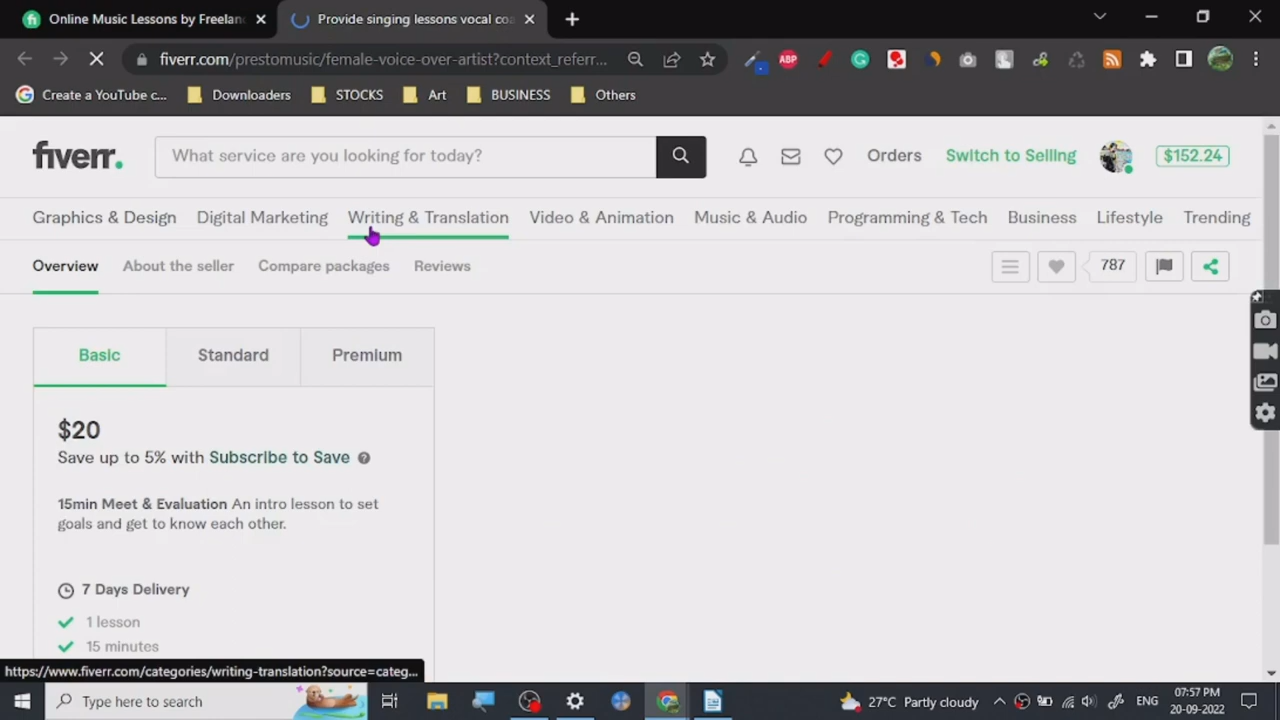 Online Music Lessons by Freelan
Provide singing lessons vocal coa
fiverr.com/prestomusic/female-voice-over-artist?context_referr...
ABP
Create a YouTube c...
Downloaders
STOCKS
Art
BUSINESS
Others
fiverr.
What service are you looking for today?
Orders
Switch to Selling
$152.24
Graphics & Design
Digital Marketing
Writing & Translation
Video & Animation
Music & Audio
Programming & Tech
Business
Lifestyle
Trending
Overview
About the seller
Compare packages
Reviews
787
Basic
Standard
Premium
$20
Save up to 5% with Subscribe to Save
15min Meet & Evaluation An intro lesson to set
goals and get to know each other.
7 Days Delivery
1 lesson
15 minutes
https://www.fiverr.com/categories/writing-translation?source=categ...
Type here to search
27°C Partly cloudy
ENG
07:57 PM
20-09-2022